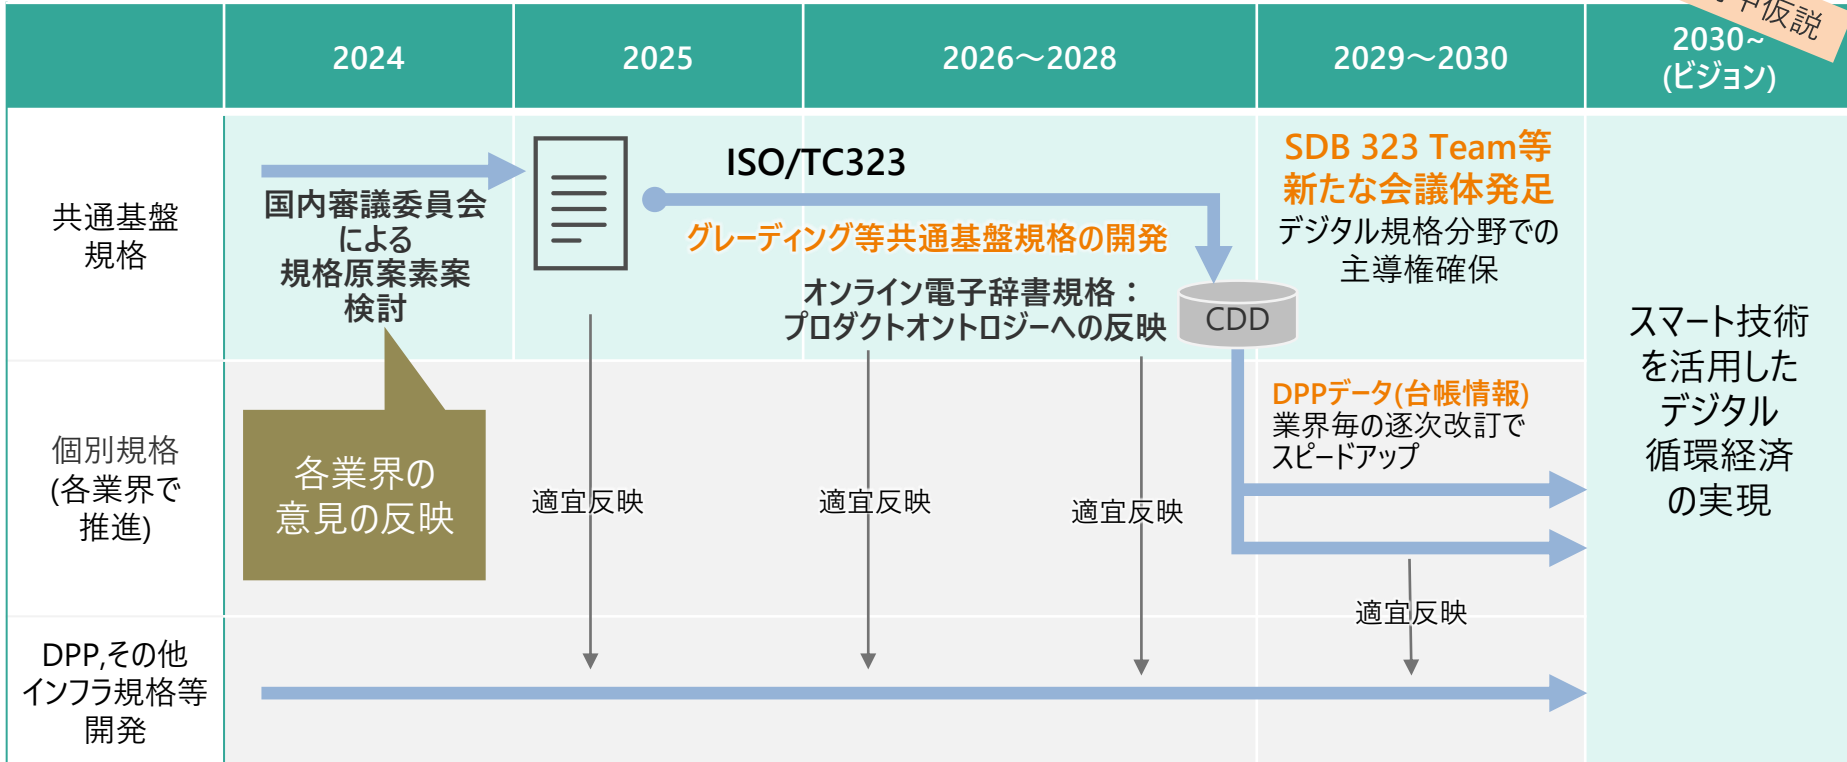 2024
2025
2026～2028
2029～2030
2030~
(ビジョン)
仮説
共通基盤
規格
国内審議委員会
による
規格原案素案
検討
ISO/TC323
グレーディング等共通基盤規格の開発
オンライン電子辞書規格：
プロダクトオントロジーへの反映
CDD
SDB 323 Team等
新たな会議体発足
デジタル規格分野での
主導権確保
個別規格
(各業界で
推進)
各業界の
意見の反映
適宜反映
適宜反映
適宜反映
DPPデータ(台帳情報)
業界毎の逐次改訂で
スピードアップ
適宜反映
DPP,その他
インフラ規格等
開発
スマート技術
を活用した
デジタル
循環経済
の実現